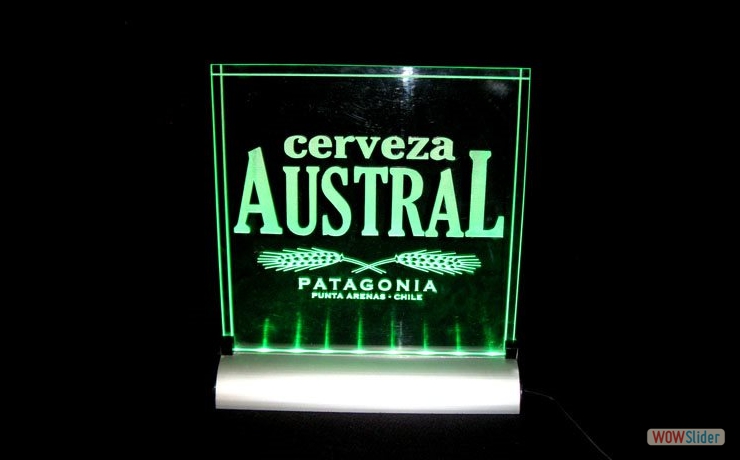 cerveza
AUSTRAL
PATAGONIA
PUNTA ARENAS • CHILE
WOWSlider